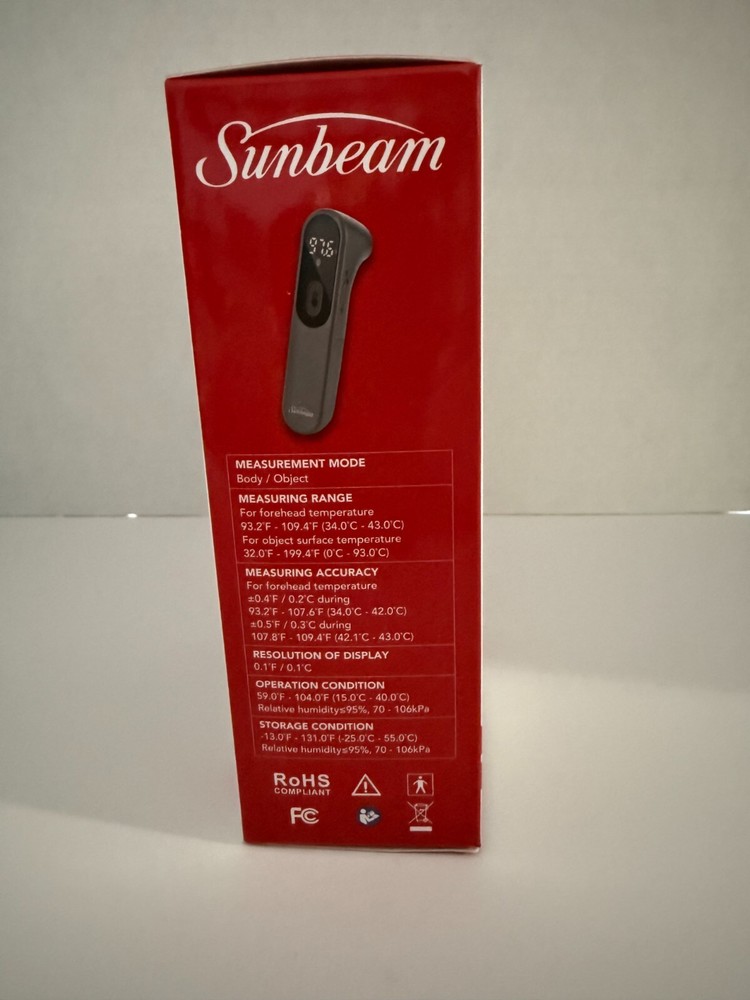 Sunbeam
97.6
Sunbeam
MEASUREMENT MODE
Body / Object
MEASURING RANGE
For forehead temperature
93.2°F - 109.4°F (34.0°C - 43.0°C)
For object surface temperature
32.0°F - 199.4°F (0°C - 93.0°C)
MEASURING ACCURACY
For forehead temperature
±0.4°F / 0.2°C during
93.2°F - 107.6°F (34.0°C - 42.0°C)
±0.5°F / 0.3°C during
107.8°F - 109.4°F (42.1°C - 43.0°C)
RESOLUTION OF DISPLAY
0.1°F / 0.1°C
OPERATION CONDITION
59.0°F - 104.0°F (15.0°C - 40.0°C)
Relative humidity≤95%, 70 - 106kPa
STORAGE CONDITION
-13.0°F - 131.0°F (-25.0°C - 55.0°C)
Relative humidity≤95%, 70 - 106kPa
RoHS
COMPLIANT
FC